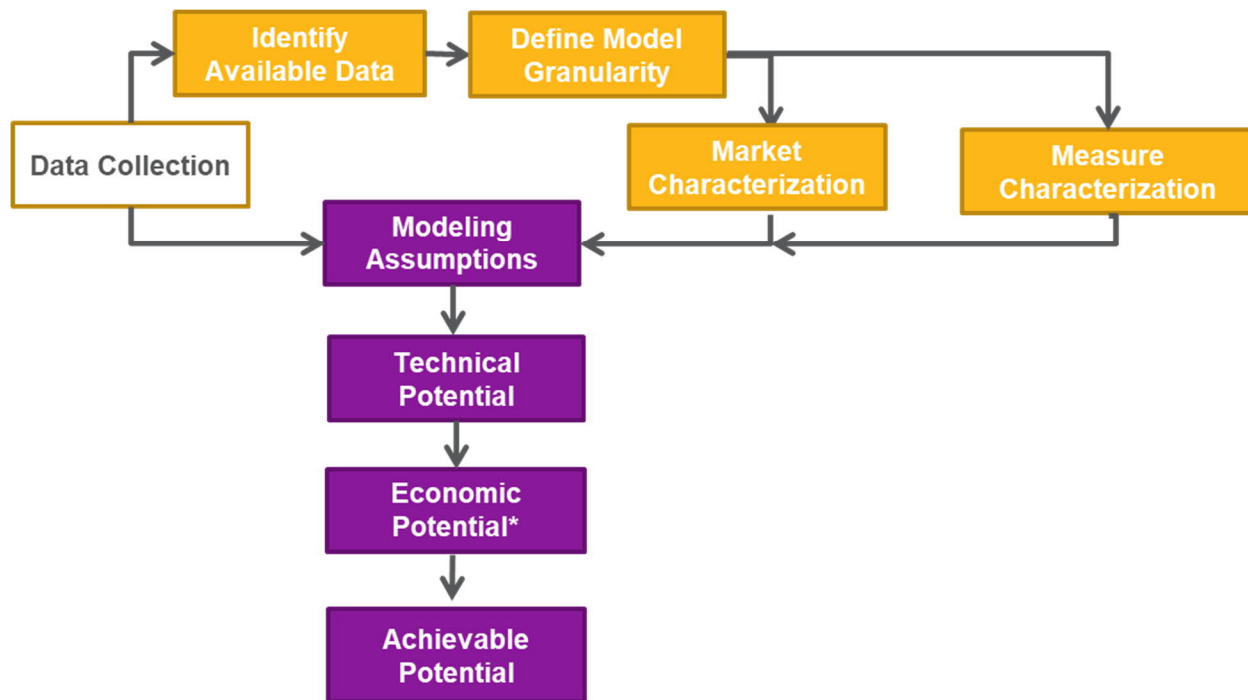 Identify
Available Data
Define Model
Granularity
Data Collection
Market
Characterization
Measure
Characterization
Modeling
Assumptions
Technical
Potential
Economic
Potential*
Achievable
Potential